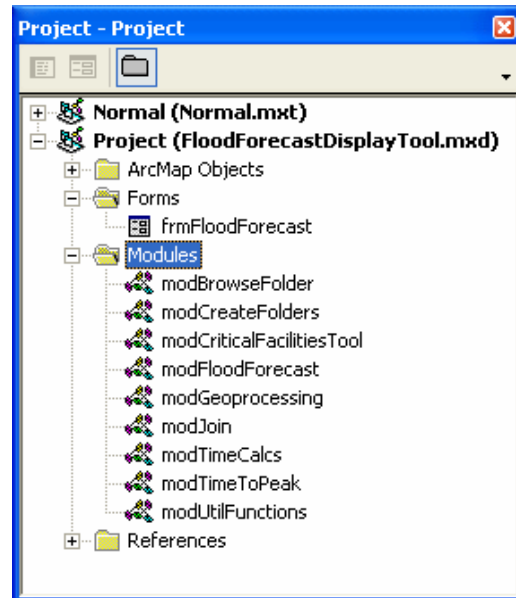 Project - Project
Normal (Normal.mxt)
Project (FloodForecastDisplayTool.mxd)
ArcMap Objects
Forms
frmFloodForecast
Modules
modBrowseFolder
modCreateFolders
modCriticalFacilitiesTool
modFloodForecast
modGeoprocessing
modJoin
modTimeCalcs
modTimeToPeak
modUtilFunctions
References